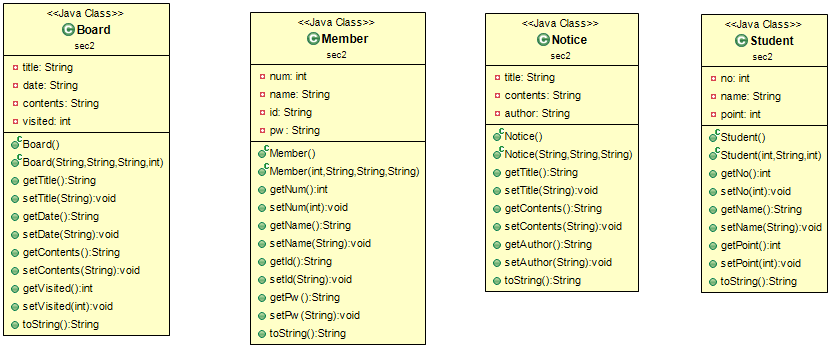 <<Java Class>>
Board
sec2
title: String
date: String
contents: String
visited: int
Board()
Board(String,String,String,int)
getTitle():String
setTitle(String):void
getDate():String
setDate(String):void
getContents():String
setContents(String):void
getVisited():int
setVisited(int):void
toString():String
<<Java Class>>
Member
sec2
num: int
name: String
id: String
pw : String
Member()
Member(int,String,String,String)
getNum():int
setNum(int):void
getName():String
setName(String):void
getId():String
setId(String):void
getPw ():String
setPw (String):void
toString():String
<<Java Class>>
Notice
sec2
title: String
contents: String
author: String
Notice()
Notice(String,String,String)
getTitle():String
setTitle(String):void
getContents():String
setContents(String):void
getAuthor():String
setAuthor(String):void
toString():String
<<Java Class>>
Student
sec2
no: int
name: String
point: int
Student()
Student(int,String,int)
getNo():int
setNo(int):void
getName():String
setName(String):void
getPoint():int
setPoint(int):void
toString():String